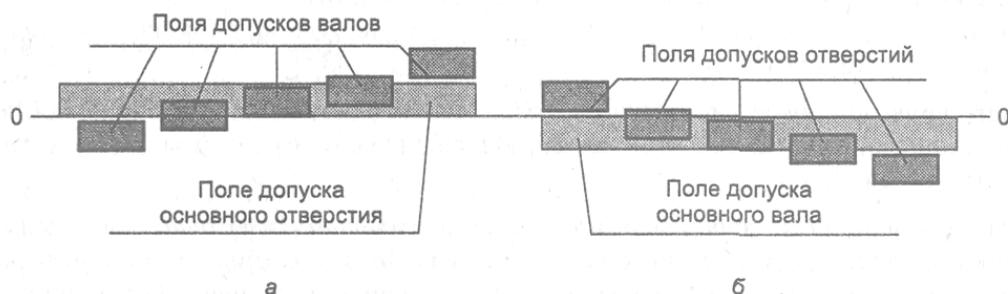 Поля допусков валов
Поля допусков отверстий
0
0
Поле допуска
основного отверстия
Поле допуска
основного вала
а
б